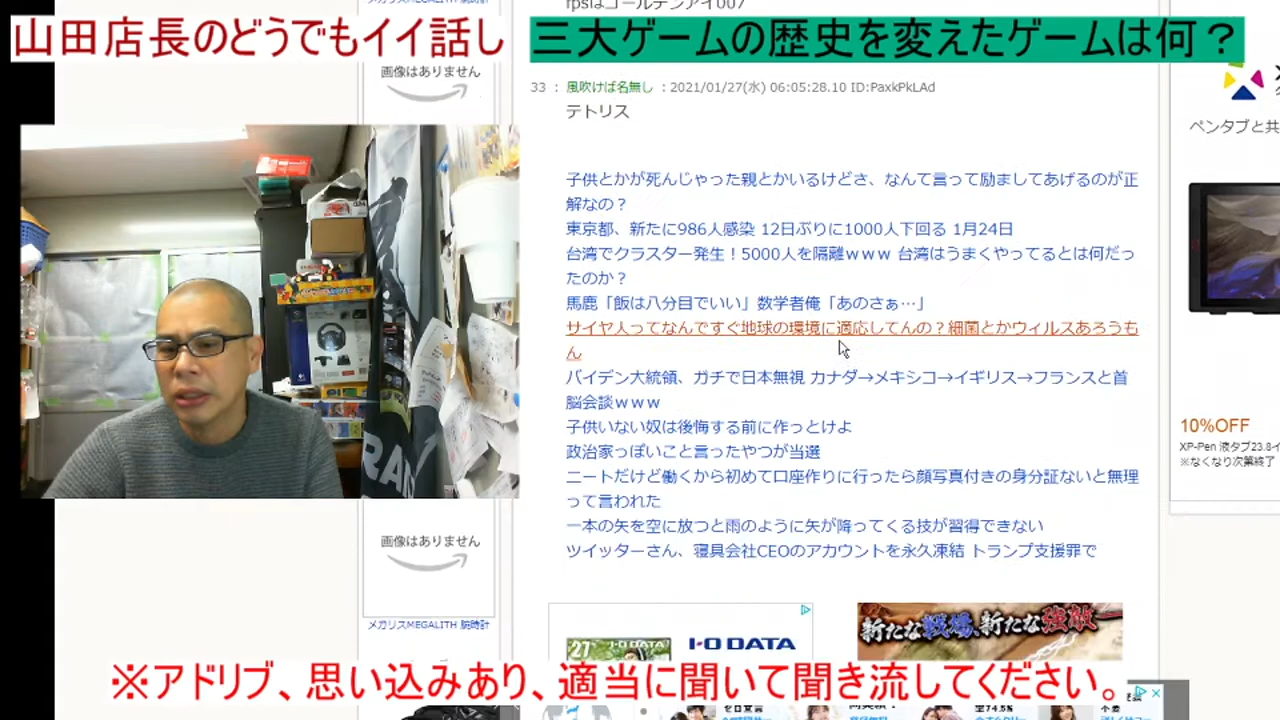 山田店長のどうでもイイ話し
三大ゲームの歴史を変えたゲームは何？
fpsはゴールデンアイ007
画像はありません
33 ： 風吹けば名無し ：2021/01/27(水) 06:05:28.10 ID:PaxkPkLAd
テトリス
ペンタブと共
子供とかが死んじゃった親とかいるけどさ、なんて言って励ましてあげるのが正
解なの？
東京都、新たに986人感染 12日ぶりに1000人下回る 1月24日
台湾でクラスター発生！5000人を隔離ｗｗｗ 台湾はうまくやってるとは何だっ
たのか？
馬鹿「飯は八分目でいい」数学者俺「あのさぁ…」
サイヤ人ってなんですぐ地球の環境に適応してんの？細菌とかウィルスあろうも
ん
バイデン大統領、ガチで日本無視 カナダ→メキシコ→イギリス→フランスと首
脳会談ｗｗｗ
子供いない奴は後悔する前に作っとけよ
政治家っぽいこと言ったやつが当選
ニートだけど働くから初めて口座作りに行ったら顔写真付きの身分証ないと無理
って言われた
一本の矢を空に放つと雨のように矢が降ってくる技が習得できない
ツイッターさん、寝具会社CEOのアカウントを永久凍結 トランプ支援罪で
10%OFF
XP-Pen 液タブ23.8イ
※なくなり次第終了
画像はありません
メガリスMEGALITH 腕時計
27
I-O DATA
新たな戦場、新たな強敵
※アドリブ、思い込みあり、適当に聞いて聞き流してください。